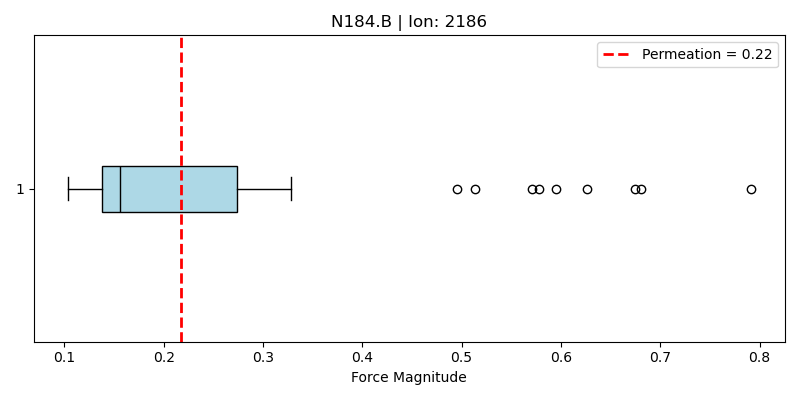 N184.B | Ion: 2186
Permeation = 0.22
1
0.1 0.2 0.3 0.4 0.5 0.6 0.7 0.8
Force Magnitude